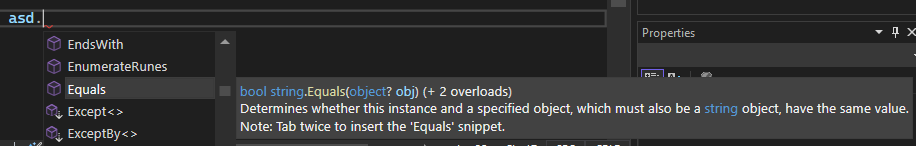 asd.
Properties
EndsWith
EnumerateRunes
Equals
bool string.Equals(object? obj) (+ 2 overloads)
Determines whether this instance and a specified object, which must also be a string object, have the same value.
Note: Tab twice to insert the 'Equals' snippet.
Except<>
ExceptBy<>